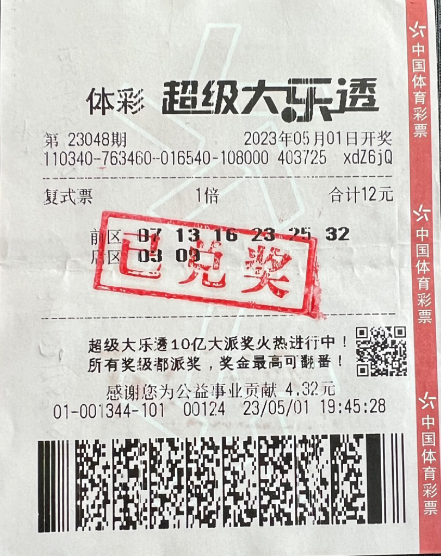 体彩 超级大乐透
第 23048期 2023年05月01日开奖
110340-763460-016540-108000 403725 xdZ6jQ
复式票 1倍 合计12元
前区 07 13 16 23 25 32
后区 03 09
已兑奖
超级大乐透10亿大派奖火热进行中!
所有奖级都派奖，奖金最高可翻番!
感谢您为公益事业贡献 4.32元
01-001344-101 00124 23/05/01 19:45:28
中国体育彩票
中国体育彩票
中国体育彩票